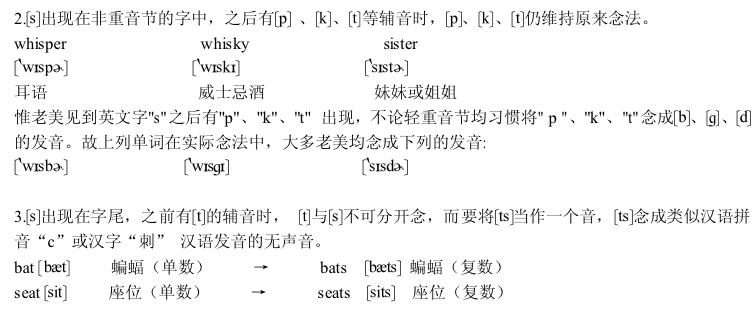 2.[s]出现在非重音节的字中，之后有[p] 、[k]、[t]等辅音时，[p]、[k]、[t]仍维持原来念法。
whisper whisky sister
[ˋwɪspɚ] [ˋwɪskɪ] [ˋsɪstɚ]
耳语 威士忌酒 妹妹或姐姐
惟老美见到英文字"s"之后有"p"、"k"、"t" 出现，不论轻重音节均习惯将" p "、"k"、"t"念成[b]、[g]、[d]
的发音。故上列单词在实际念法中，大多老美均念成下列的发音:
[ˋwɪsbɚ] [ˋwɪsgɪ] [ˋsɪsdɚ]
3.[s]出现在字尾，之前有[t]的辅音时， [t]与[s]不可分开念，而要将[ts]当作一个音，[ts]念成类似汉语拼
音“c”或汉字“刺” 汉语发音的无声音。
bat [bæt] 蝙蝠（单数） → bats [bæts] 蝙蝠（复数）
seat [sit] 座位（单数） → seats [sits] 座位（复数）